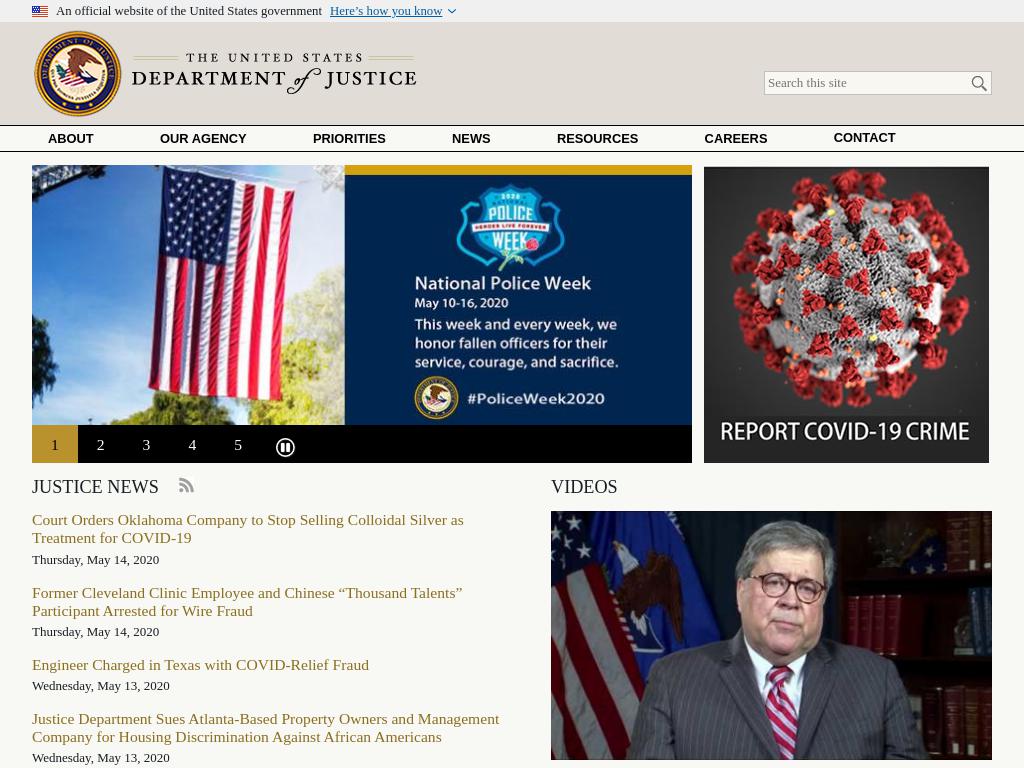 An official website of the United States government Here’s how you know
THE UNITED STATES
DEPARTMENT of JUSTICE
Search this site
ABOUT OUR AGENCY PRIORITIES NEWS RESOURCES CAREERS CONTACT
2020
NATIONAL
POLICE
HEROES LIVE FOREVER
WEEK
National Police Week
May 10-16, 2020
This week and every week, we
honor fallen officers for their
service, courage, and sacrifice.
#PoliceWeek2020
REPORT COVID-19 CRIME
1 2 3 4 5
JUSTICE NEWS
Court Orders Oklahoma Company to Stop Selling Colloidal Silver as
Treatment for COVID-19
Thursday, May 14, 2020
Former Cleveland Clinic Employee and Chinese “Thousand Talents”
Participant Arrested for Wire Fraud
Thursday, May 14, 2020
Engineer Charged in Texas with COVID-Relief Fraud
Wednesday, May 13, 2020
Justice Department Sues Atlanta-Based Property Owners and Management
Company for Housing Discrimination Against African Americans
Wednesday, May 13, 2020
VIDEOS